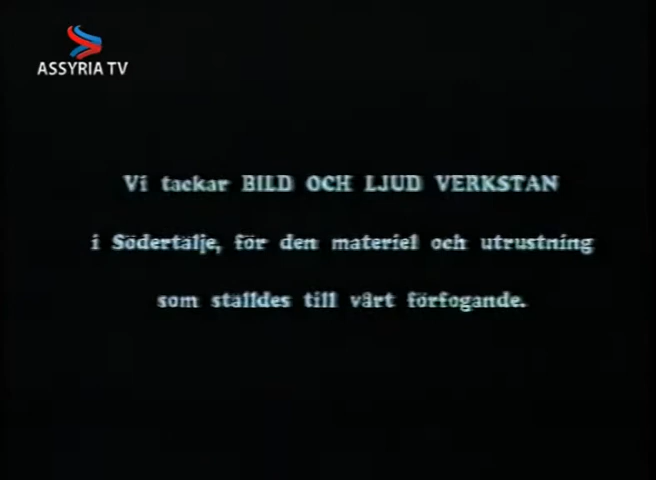 ASSYRIA TV
Vi tackar BILD OCH LJUD VERKSTAN
i Södertälje, för den materiel och utrustning
som ställdes till vårt förfogande.